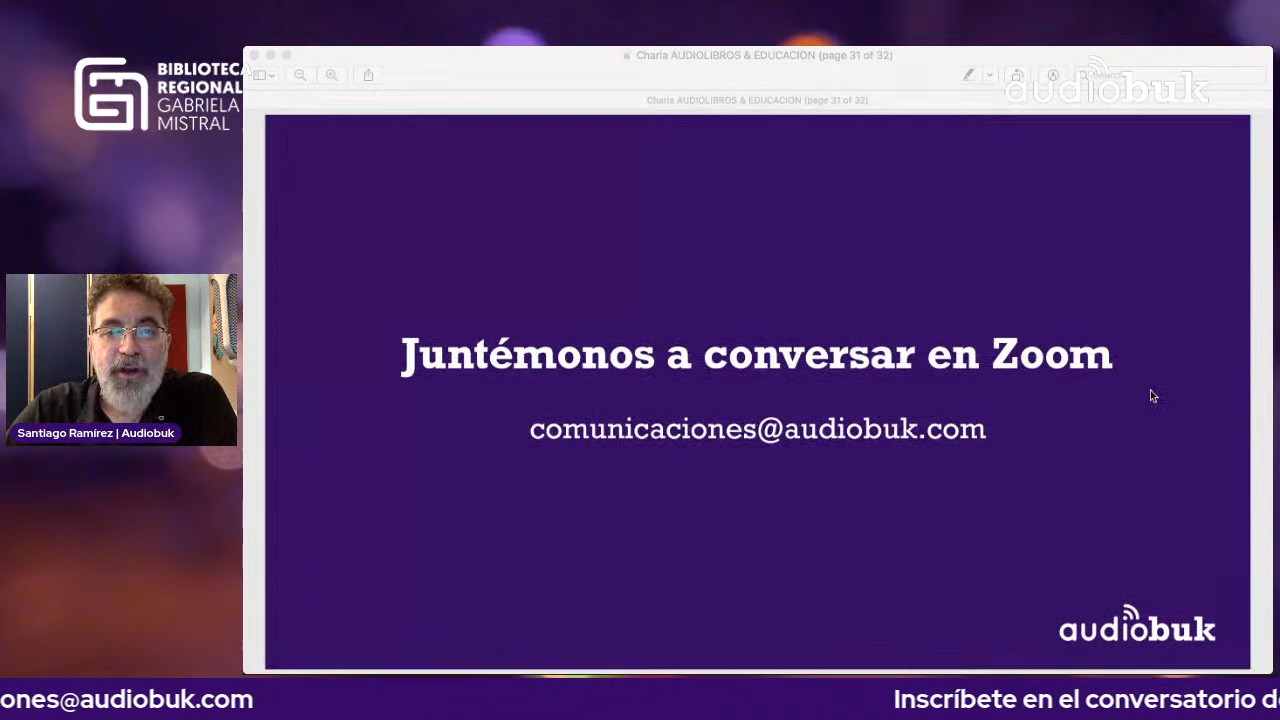 BIBLIOTECA
REGIONAL
GABRIELA
MISTRAL
Charla AUDIOLIBROS & EDUCACION (page 31 of 32)
audiobuk
Charla AUDIOLIBROS & EDUCACION (page 31 of 32)
Juntémonos a conversar en Zoom
comunicaciones@audiobuk.com
Santiago Ramírez | Audiobuk
audiobuk
ones@audiobuk.com
Inscríbete en el conversatorio d